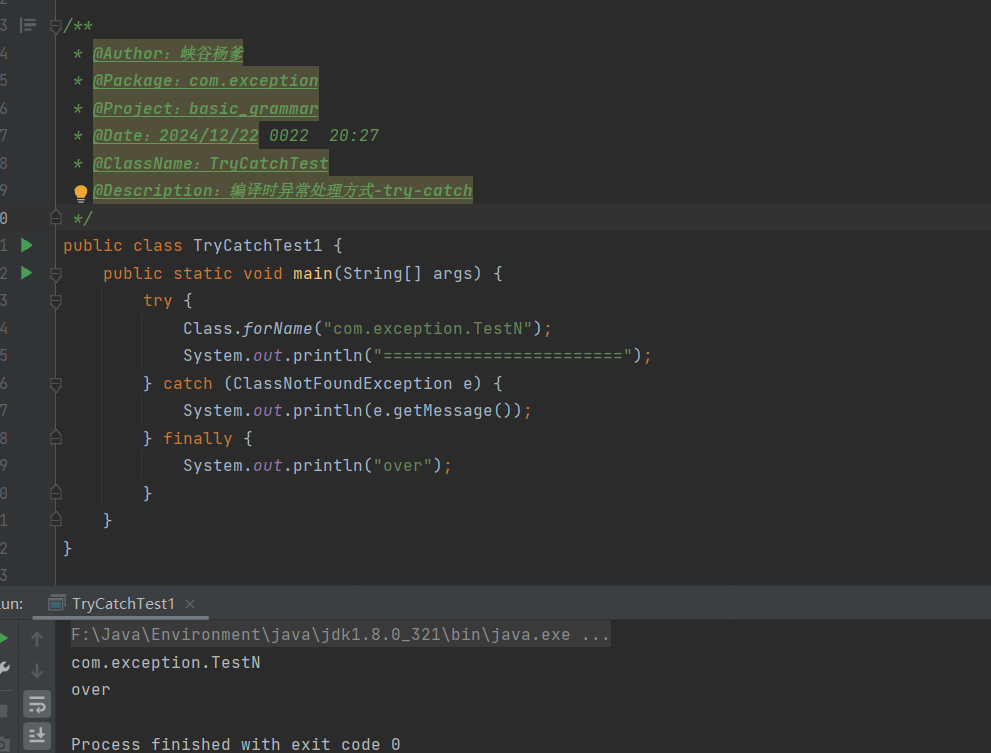 3 /**
4 * @Author: 峡谷杨爹
5 * @Package: com.exception
6 * @Project: basic_grammar
7 * @Date: 2024/12/22 0022  20:27
8 * @ClassName: TryCatchTest
9 * @Description: 编译时异常处理方式-try-catch
0 */
1 public class TryCatchTest1 {
2 public static void main(String[] args) {
3 try {
4 Class.forName("com.exception.TestN");
5 System.out.println("========================");
6 } catch (ClassNotFoundException e) {
7 System.out.println(e.getMessage());
8 } finally {
9 System.out.println("over");
0 }
1 }
2 }
3
un: TryCatchTest1
F:\Java\Environment\java\jdk1.8.0_321\bin\java.exe ...
com.exception.TestN
over
Process finished with exit code 0